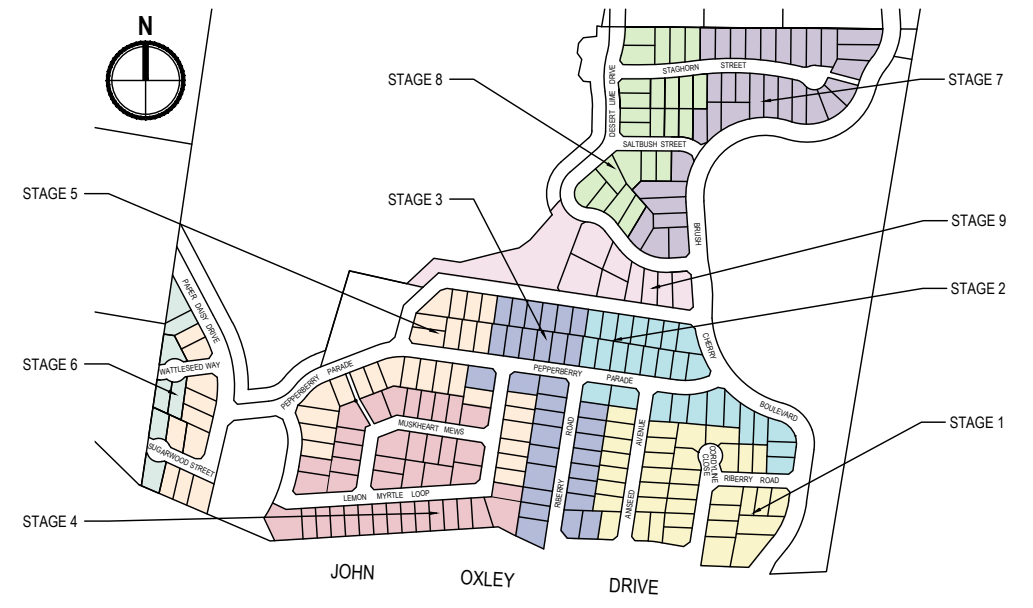 N
STAGHORN STREET
STAGE 8
STAGE 7
DESERT LIME DRIVE
SALTBUSH STREET
STAGE 5
STAGE 3
STAGE 9
BRUSH
STAGE 2
PAPER DAISY DRIVE
CHERRY
WATTLESEED WAY
STAGE 6
PEPPERBERRY PARADE
PEPPERBERRY PARADE
BOULEVARD
MUSKHEART MEWS
ROAD
AVENUE
STAGE 1
SUGARWOOD STREET
CORDYLINE CLOSE
RIBERRY ROAD
LEMON MYRTLE LOOP
RIBERRY
ANISEED
STAGE 4
JOHN OXLEY DRIVE